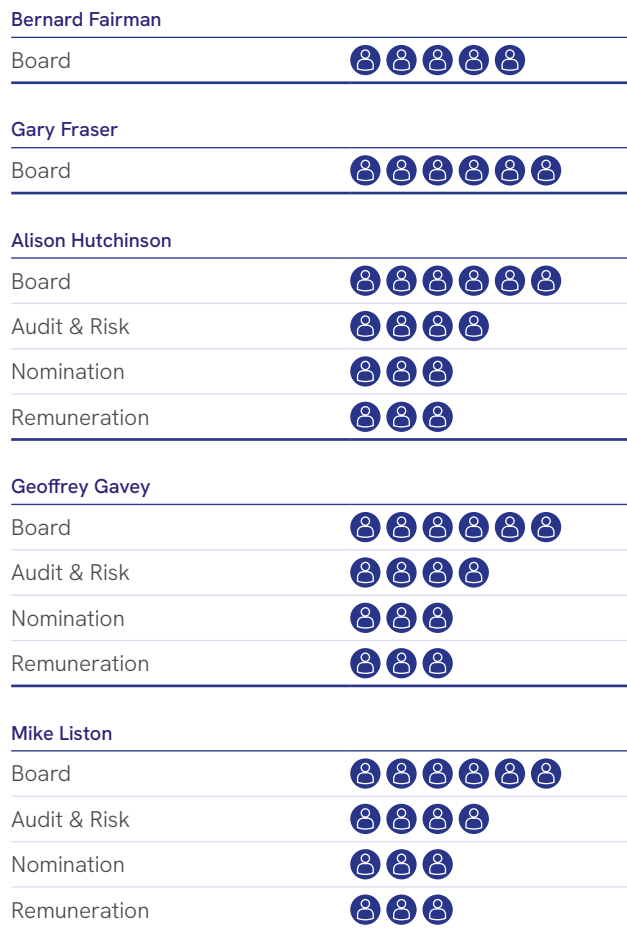 Bernard Fairman
Board
Gary Fraser
Board
Alison Hutchinson
Board
Audit & Risk
Nomination
Remuneration
Geoffrey Gavey
Board
Audit & Risk
Nomination
Remuneration
Mike Liston
Board
Audit & Risk
Nomination
Remuneration